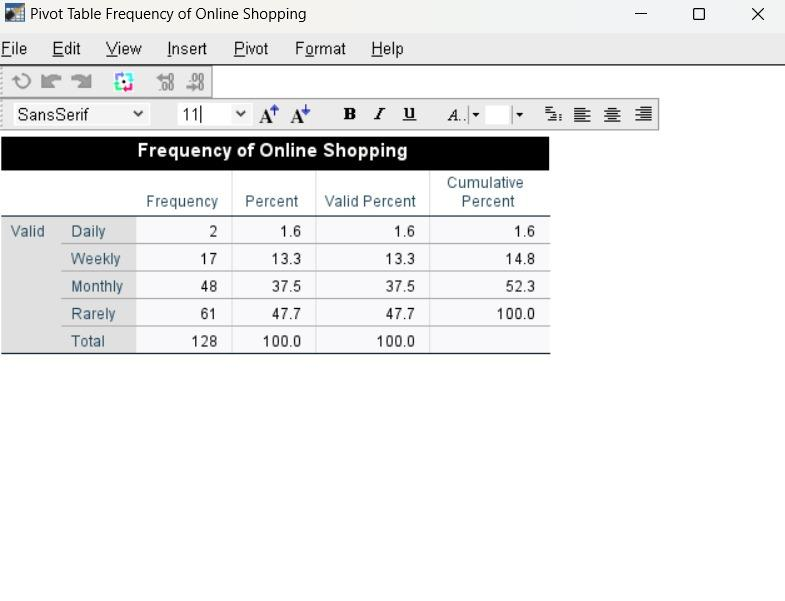 Pivot Table Frequency of Online Shopping
File Edit View Insert Pivot Format Help
SansSerif 11 A A B I U A..
Frequency of Online Shopping
Frequency Percent Valid Percent Cumulative Percent
Valid Daily 2 1.6 1.6 1.6
Weekly 17 13.3 13.3 14.8
Monthly 48 37.5 37.5 52.3
Rarely 61 47.7 47.7 100.0
Total 128 100.0 100.0